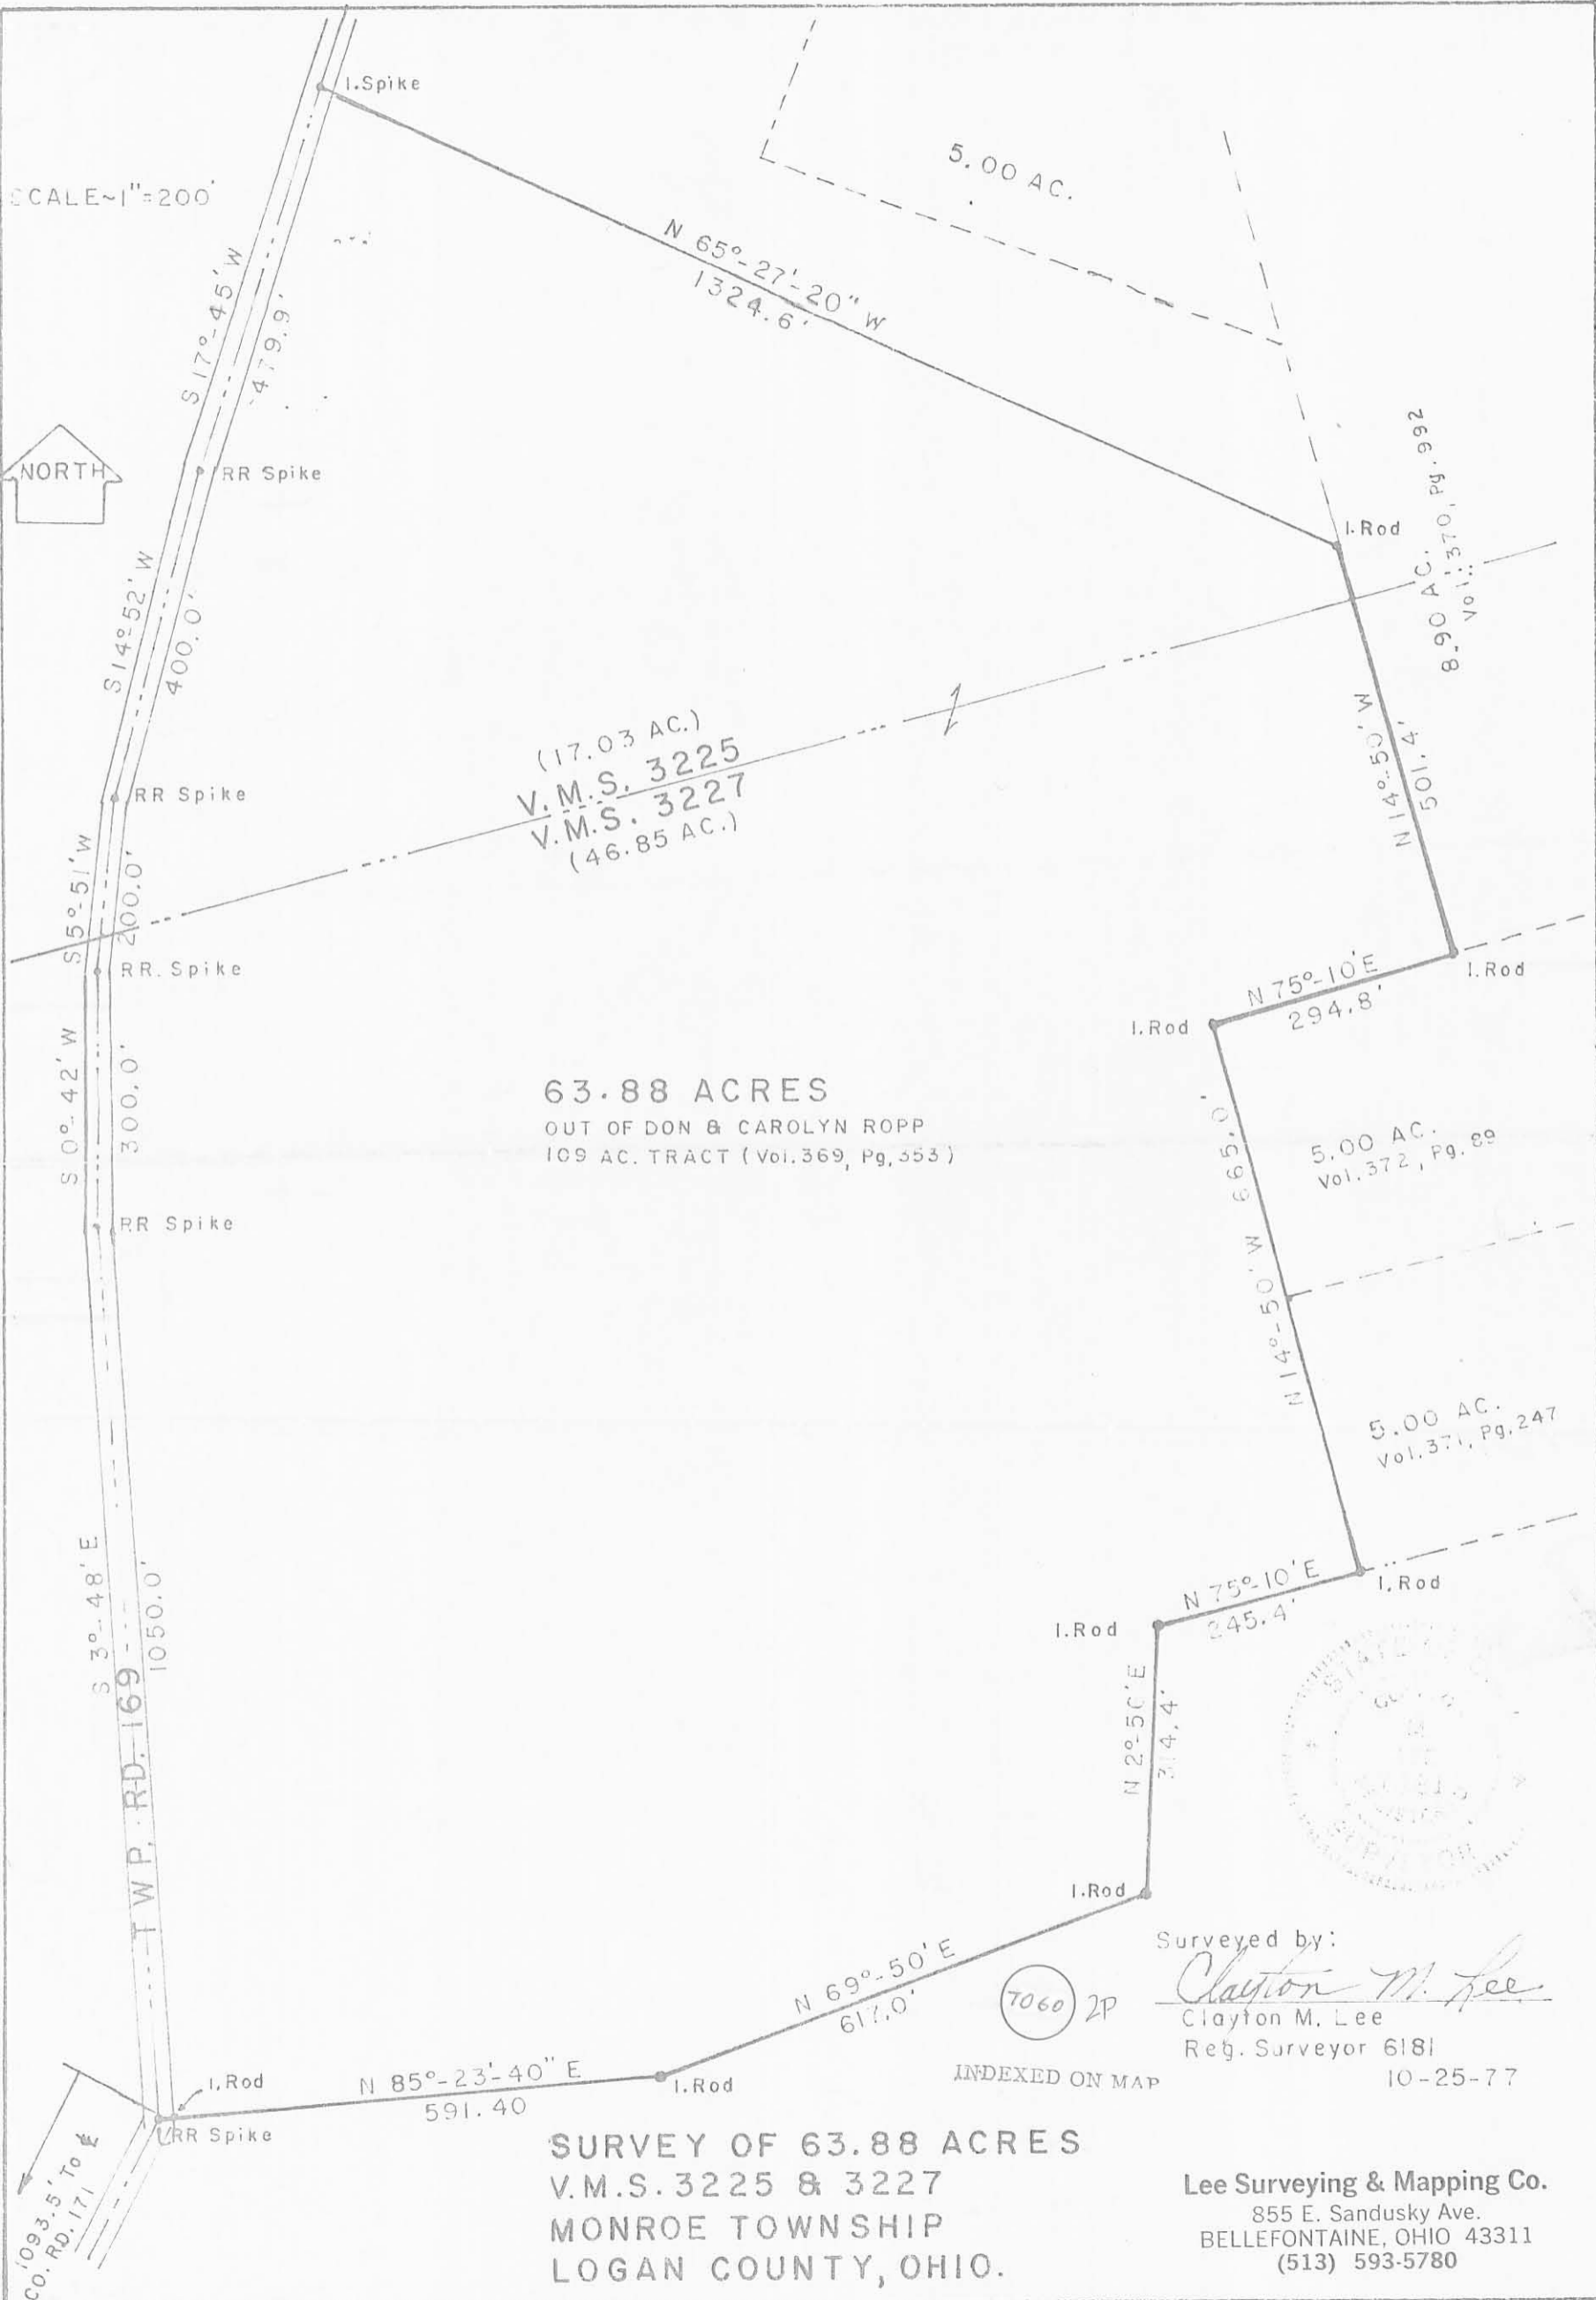 I.Spike
5.00 AC.
SCALE~1"=200'
N 65°-27'-20" W
1324.6'
S 17°-45' W
479.9'
NORTH
RR Spike
I.Rod
8.90 AC.
Vol. 370, Pg. 992
S 14°-52' W
400.0'
(17.03 AC.)
V.M.S. 3225
V.M.S. 3227
(46.85 AC.)
N 14°-50' W
501.4'
RR Spike
S 5°-51' W
200.0'
RR. Spike
N 75°-10' E
294.8'
I.Rod
I.Rod
S 0°-42' W
300.0'
63.88 ACRES
OUT OF DON & CAROLYN ROPP
109 AC. TRACT (Vol.369, Pg.353)
N 14°-50' W 665.0'
5.00 AC.
Vol.372, Pg. 89
RR Spike
5.00 AC.
Vol.371, Pg.247
S 3°-48' E
1050.0'
TWP. RD. 169
N 75°-10' E
245.4'
I.Rod
I.Rod
N 2°-50' E
314.4'
I.Rod
N 69°-50' E
617.0'
7060 2P
INDEXED ON MAP
Surveyed by:
Clayton M. Lee
Clayton M. Lee
Reg. Surveyor 6181
10-25-77
I.Rod
N 85°-23'-40" E
591.40
I.Rod
RR Spike
1093.5' To ℄
CO. RD. 171
SURVEY OF 63.88 ACRES
V.M.S. 3225 & 3227
MONROE TOWNSHIP
LOGAN COUNTY, OHIO.
Lee Surveying & Mapping Co.
855 E. Sandusky Ave.
BELLEFONTAINE, OHIO 43311
(513) 593-5780